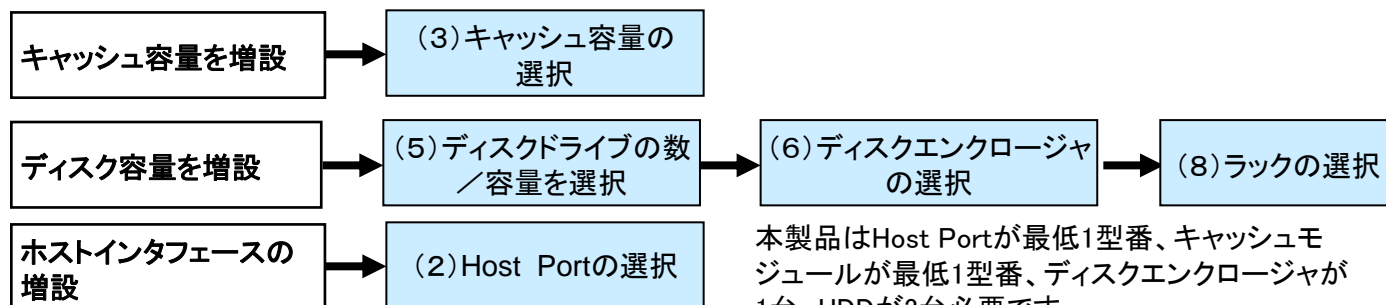 キャッシュ容量を増設
(3)キャッシュ容量の
選択
ディスク容量を増設
(5)ディスクドライブの数
/容量を選択
(6)ディスクエンクロージャ
の選択
(8)ラックの選択
ホストインタフェースの
増設
(2)Host Portの選択
本製品はHost Portが最低1型番、キャッシュモ
ジュールが最低1型番、ディスクエンクロージャが